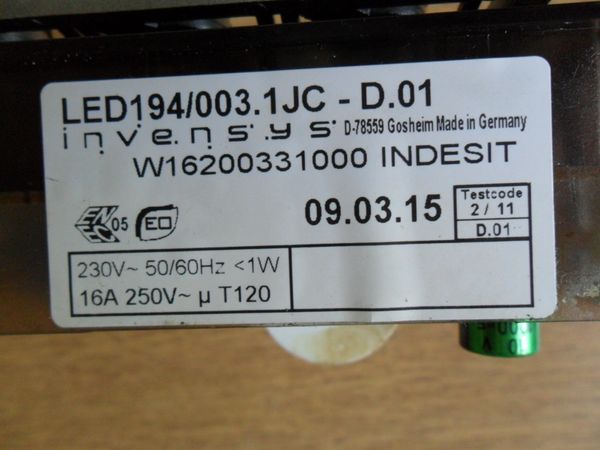 LED194/003.1JC - D.01
invensys D-78559 Gosheim Made in Germany
W16200331000 INDESIT
ENEC 05
09.03.15
Testcode
2 / 11
D.01
230V~ 50/60Hz <1W
16A 250V~ µ T120